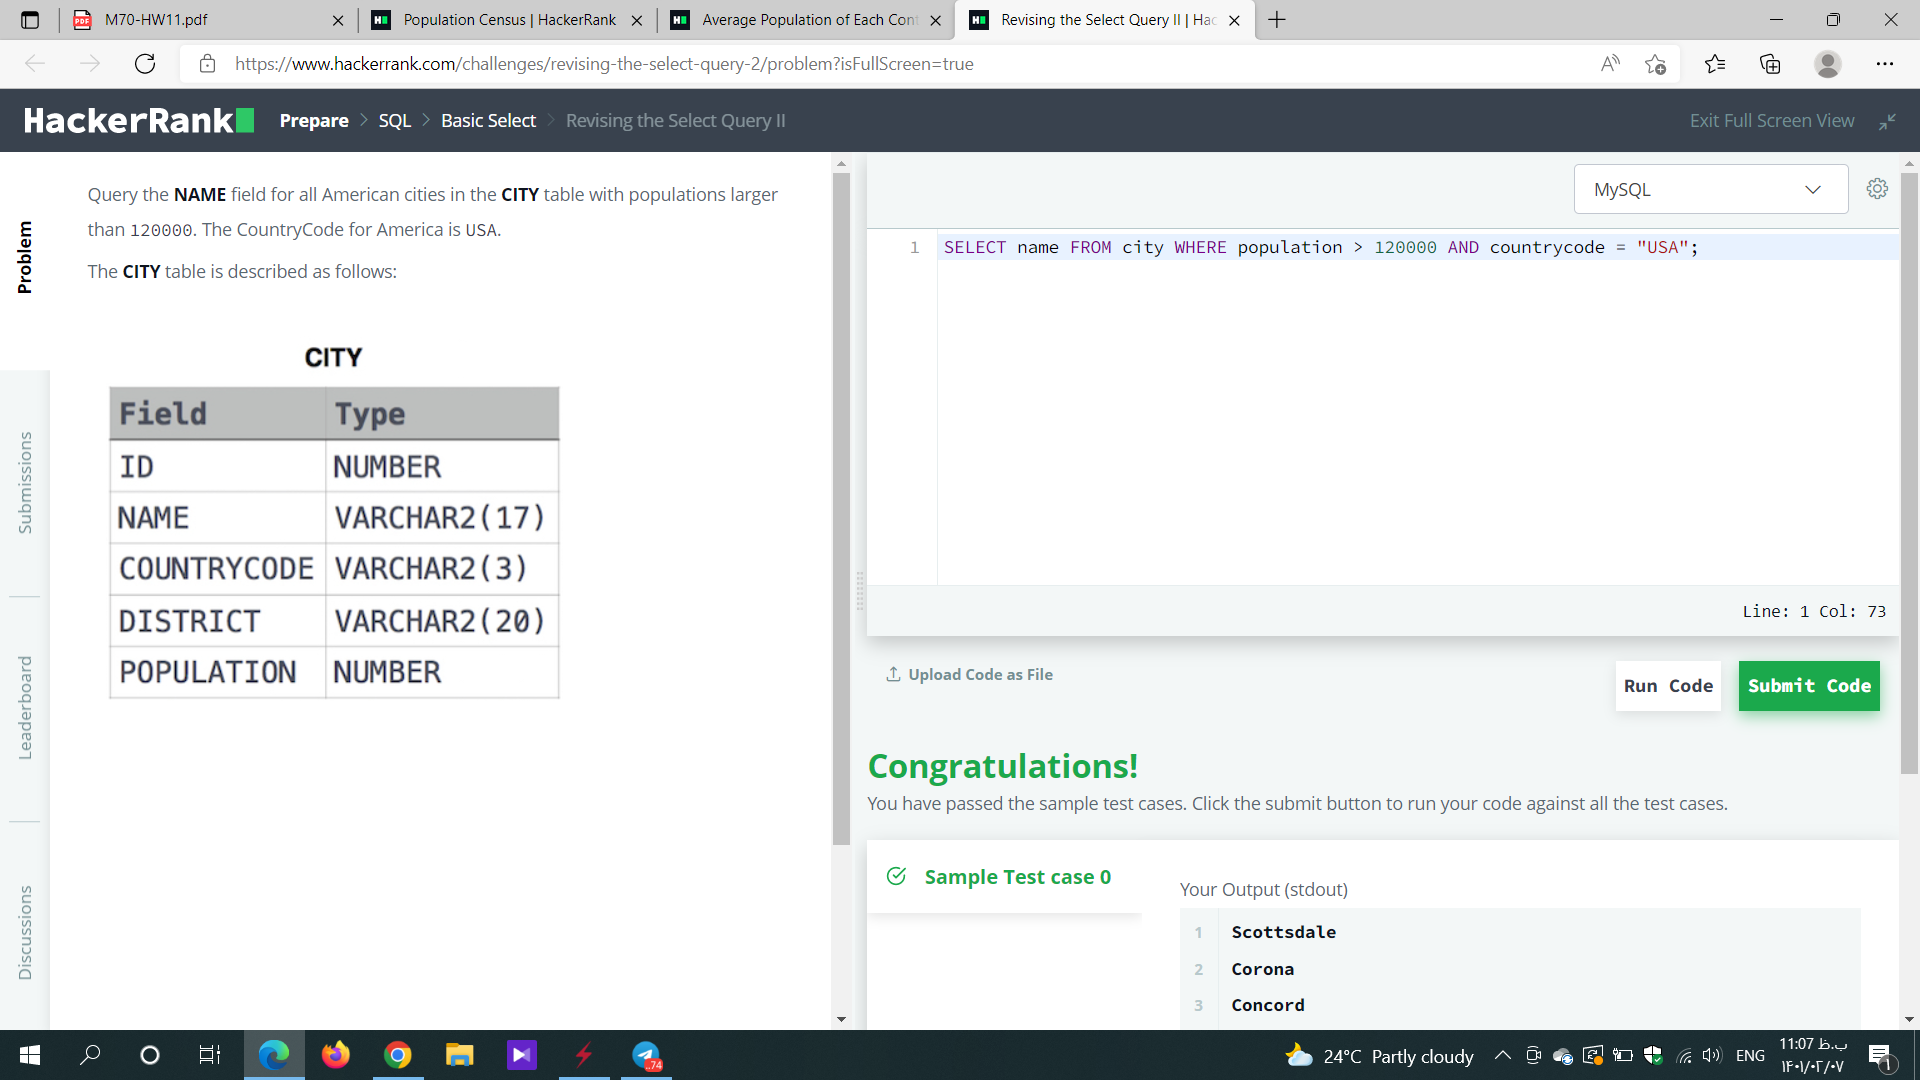 M70-HW11.pdf
Population Census | HackerRank
Average Population of Each Cont
Revising the Select Query II | Hac
https://www.hackerrank.com/challenges/revising-the-select-query-2/problem?isFullScreen=true
HackerRank
Prepare > SQL > Basic Select > Revising the Select Query II
Exit Full Screen View
Problem
Submissions
Leaderboard
Discussions
Query the NAME field for all American cities in the CITY table with populations larger
than 120000. The CountryCode for America is USA.
The CITY table is described as follows:
CITY
Field Type
ID NUMBER
NAME VARCHAR2(17)
COUNTRYCODE VARCHAR2(3)
DISTRICT VARCHAR2(20)
POPULATION NUMBER
MySQL
1 SELECT name FROM city WHERE population > 120000 AND countrycode = "USA";
Line: 1 Col: 73
Upload Code as File
Run Code
Submit Code
Congratulations!
You have passed the sample test cases. Click the submit button to run your code against all the test cases.
Sample Test case 0
Your Output (stdout)
1 Scottsdale
2 Corona
3 Concord
74
24°C Partly cloudy
ENG
11:07 ب.ظ
۱۴۰۱/۰۲/۰۷
۱